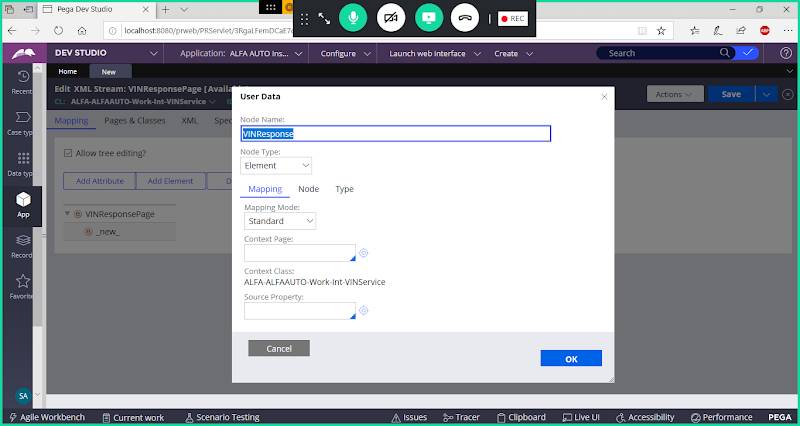 Pega Dev Studio
localhost:8080/prweb/PRServlet/3RgaLFemDCaE7
REC
DEV STUDIO
Application: ALFA AUTO Ins...
Configure
Launch web interface
Create
Search
Home
New
Recent
Case typ
Data typ
App
Record
Favorite
SA
Edit XML Stream: VINResponsePage [Avail
CL: ALFA-ALFAAUTO-Work-Int-VINService
Actions
Save
Mapping
Pages & Classes
XML
Spec
Allow tree editing?
Add Attribute
Add Element
D
VINResponsePage
_new_
User Data
Node Name:
VINResponse
Node Type:
Element
Mapping
Node
Type
Mapping Mode:
Standard
Context Page:
Context Class:
ALFA-ALFAAUTO-Work-Int-VINService
Source Property:
Cancel
OK
Agile Workbench
Current work
Scenario Testing
Issues
Tracer
Clipboard
Live UI
Accessibility
Performance
PEGA